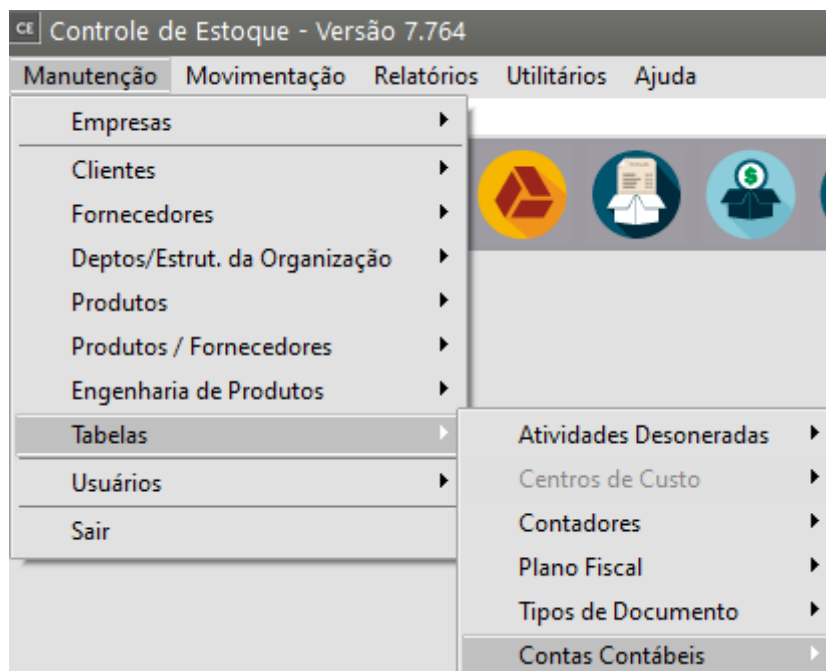 CE Controle de Estoque - Versão 7.764
Manutenção Movimentação Relatórios Utilitários Ajuda
Empresas
Clientes
Fornecedores
Deptos/Estrut. da Organização
Produtos
Produtos / Fornecedores
Engenharia de Produtos
Tabelas
Usuários
Sair
Atividades Desoneradas
Centros de Custo
Contadores
Plano Fiscal
Tipos de Documento
Contas Contábeis